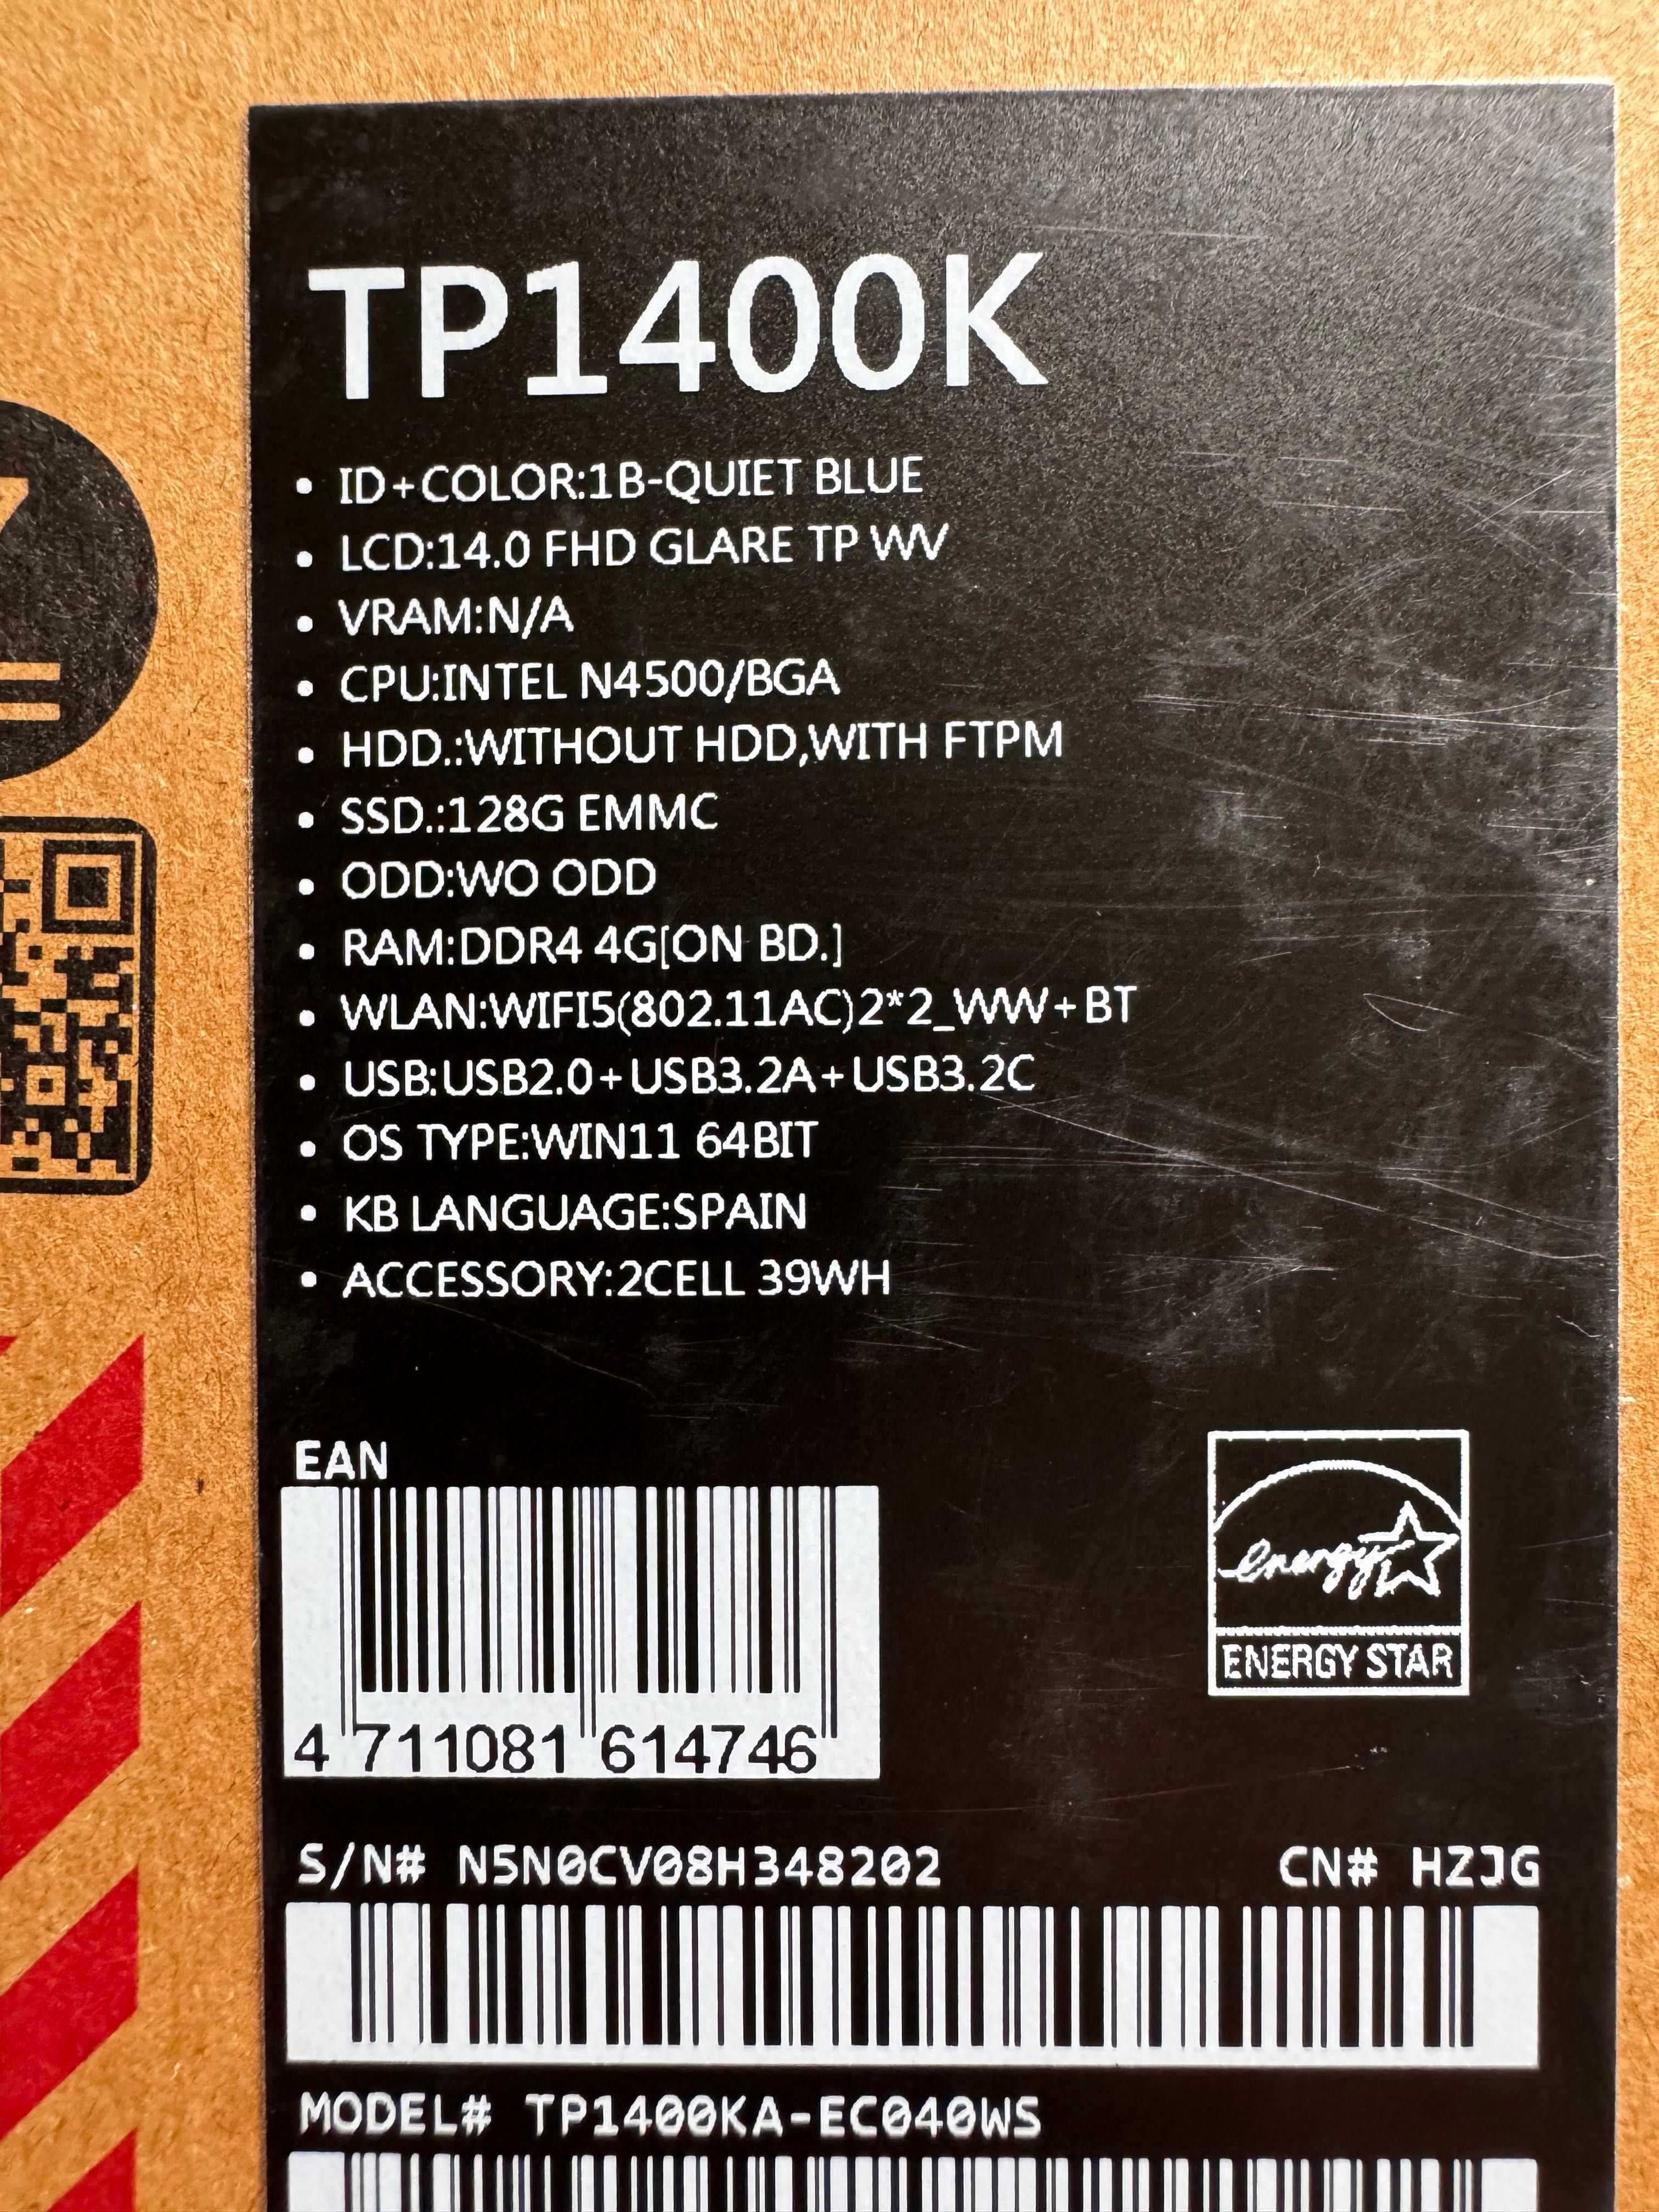 TP1400K
• ID+COLOR:1B-QUIET BLUE
• LCD:14.0 FHD GLARE TP WV
• VRAM:N/A
• CPU:INTEL N4500/BGA
• HDD.:WITHOUT HDD,WITH FTPM
• SSD.:128G EMMC
• ODD:WO ODD
• RAM:DDR4 4G[ON BD.]
• WLAN:WIFI5(802.11AC)2*2_WW+BT
• USB:USB2.0+USB3.2A+USB3.2C
• OS TYPE:WIN11 64BIT
• KB LANGUAGE:SPAIN
• ACCESSORY:2CELL 39WH
EAN
4 711081 614746
energy
ENERGY STAR
S/N# N5N0CV08H348202 CN# HZJG
MODEL# TP1400KA-EC040WS